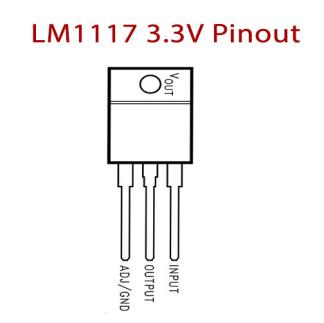 LM1117 3.3V Pinout
VOUT
ADJ/GND
OUTPUT
INPUT